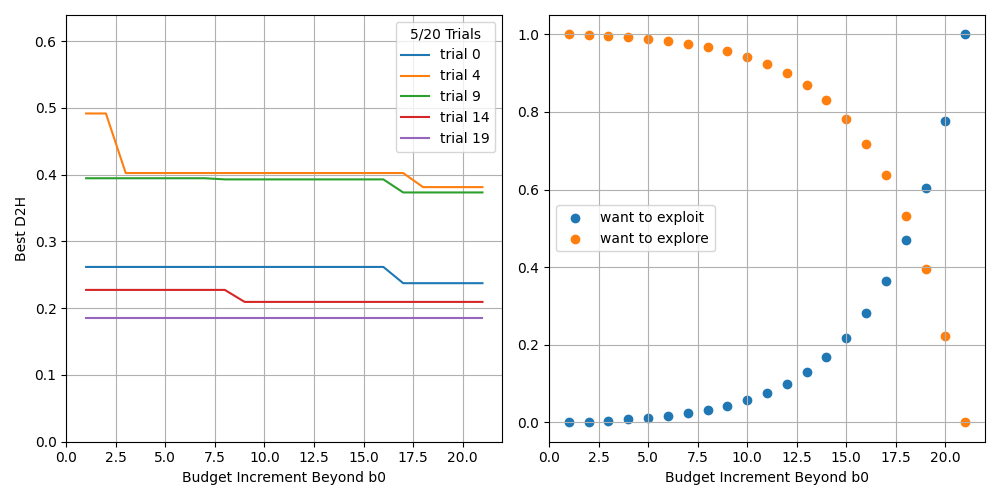 Best D2H
0.6
0.5
0.4
0.3
0.2
0.1
0.0
0.0 2.5 5.0 7.5 10.0 12.5 15.0 17.5 20.0
Budget Increment Beyond b0
5/20 Trials
trial 0
trial 4
trial 9
trial 14
trial 19
1.0
0.8
0.6
0.4
0.2
0.0
0.0 2.5 5.0 7.5 10.0 12.5 15.0 17.5 20.0
Budget Increment Beyond b0
want to exploit
want to explore